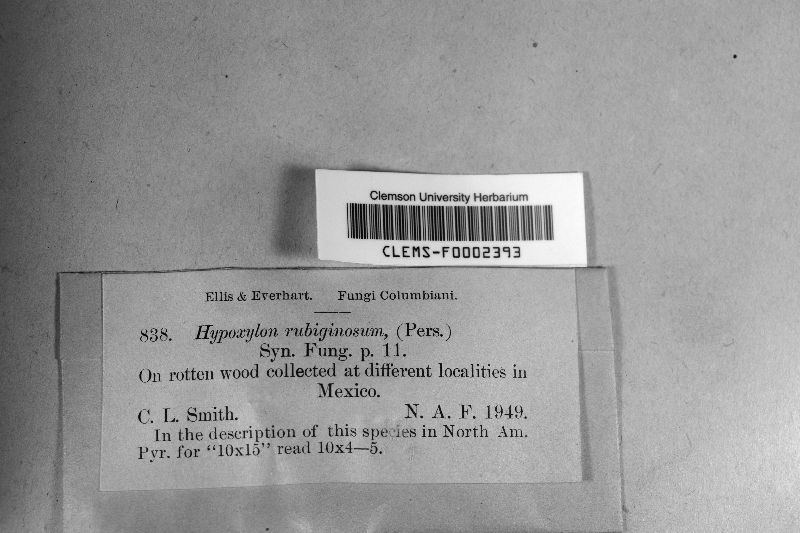 Clemson University Herbarium
CLEMS-F0002393
Ellis & Everhart. Fungi Columbiani.
838. Hypoxylon rubiginosum, (Pers.)
Syn. Fung. p. 11.
On rotten wood collected at different localities in
Mexico.
C. L. Smith. N. A. F. 1949.
In the description of this species in North Am.
Pyr. for “10x15” read 10x4—5.